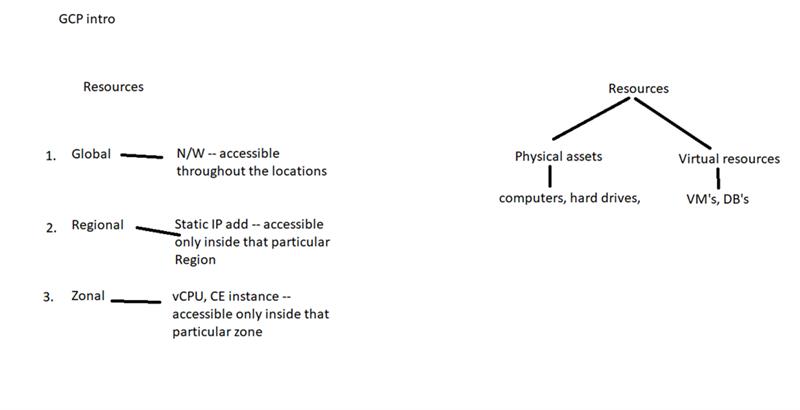 GCP intro
Resources
1. Global N/W -- accessible
throughout the locations
2. Regional Static IP add -- accessible
only inside that particular
Region
3. Zonal vCPU, CE instance --
accessible only inside that
particular zone
Resources
Physical assets Virtual resources
computers, hard drives, VM's, DB's